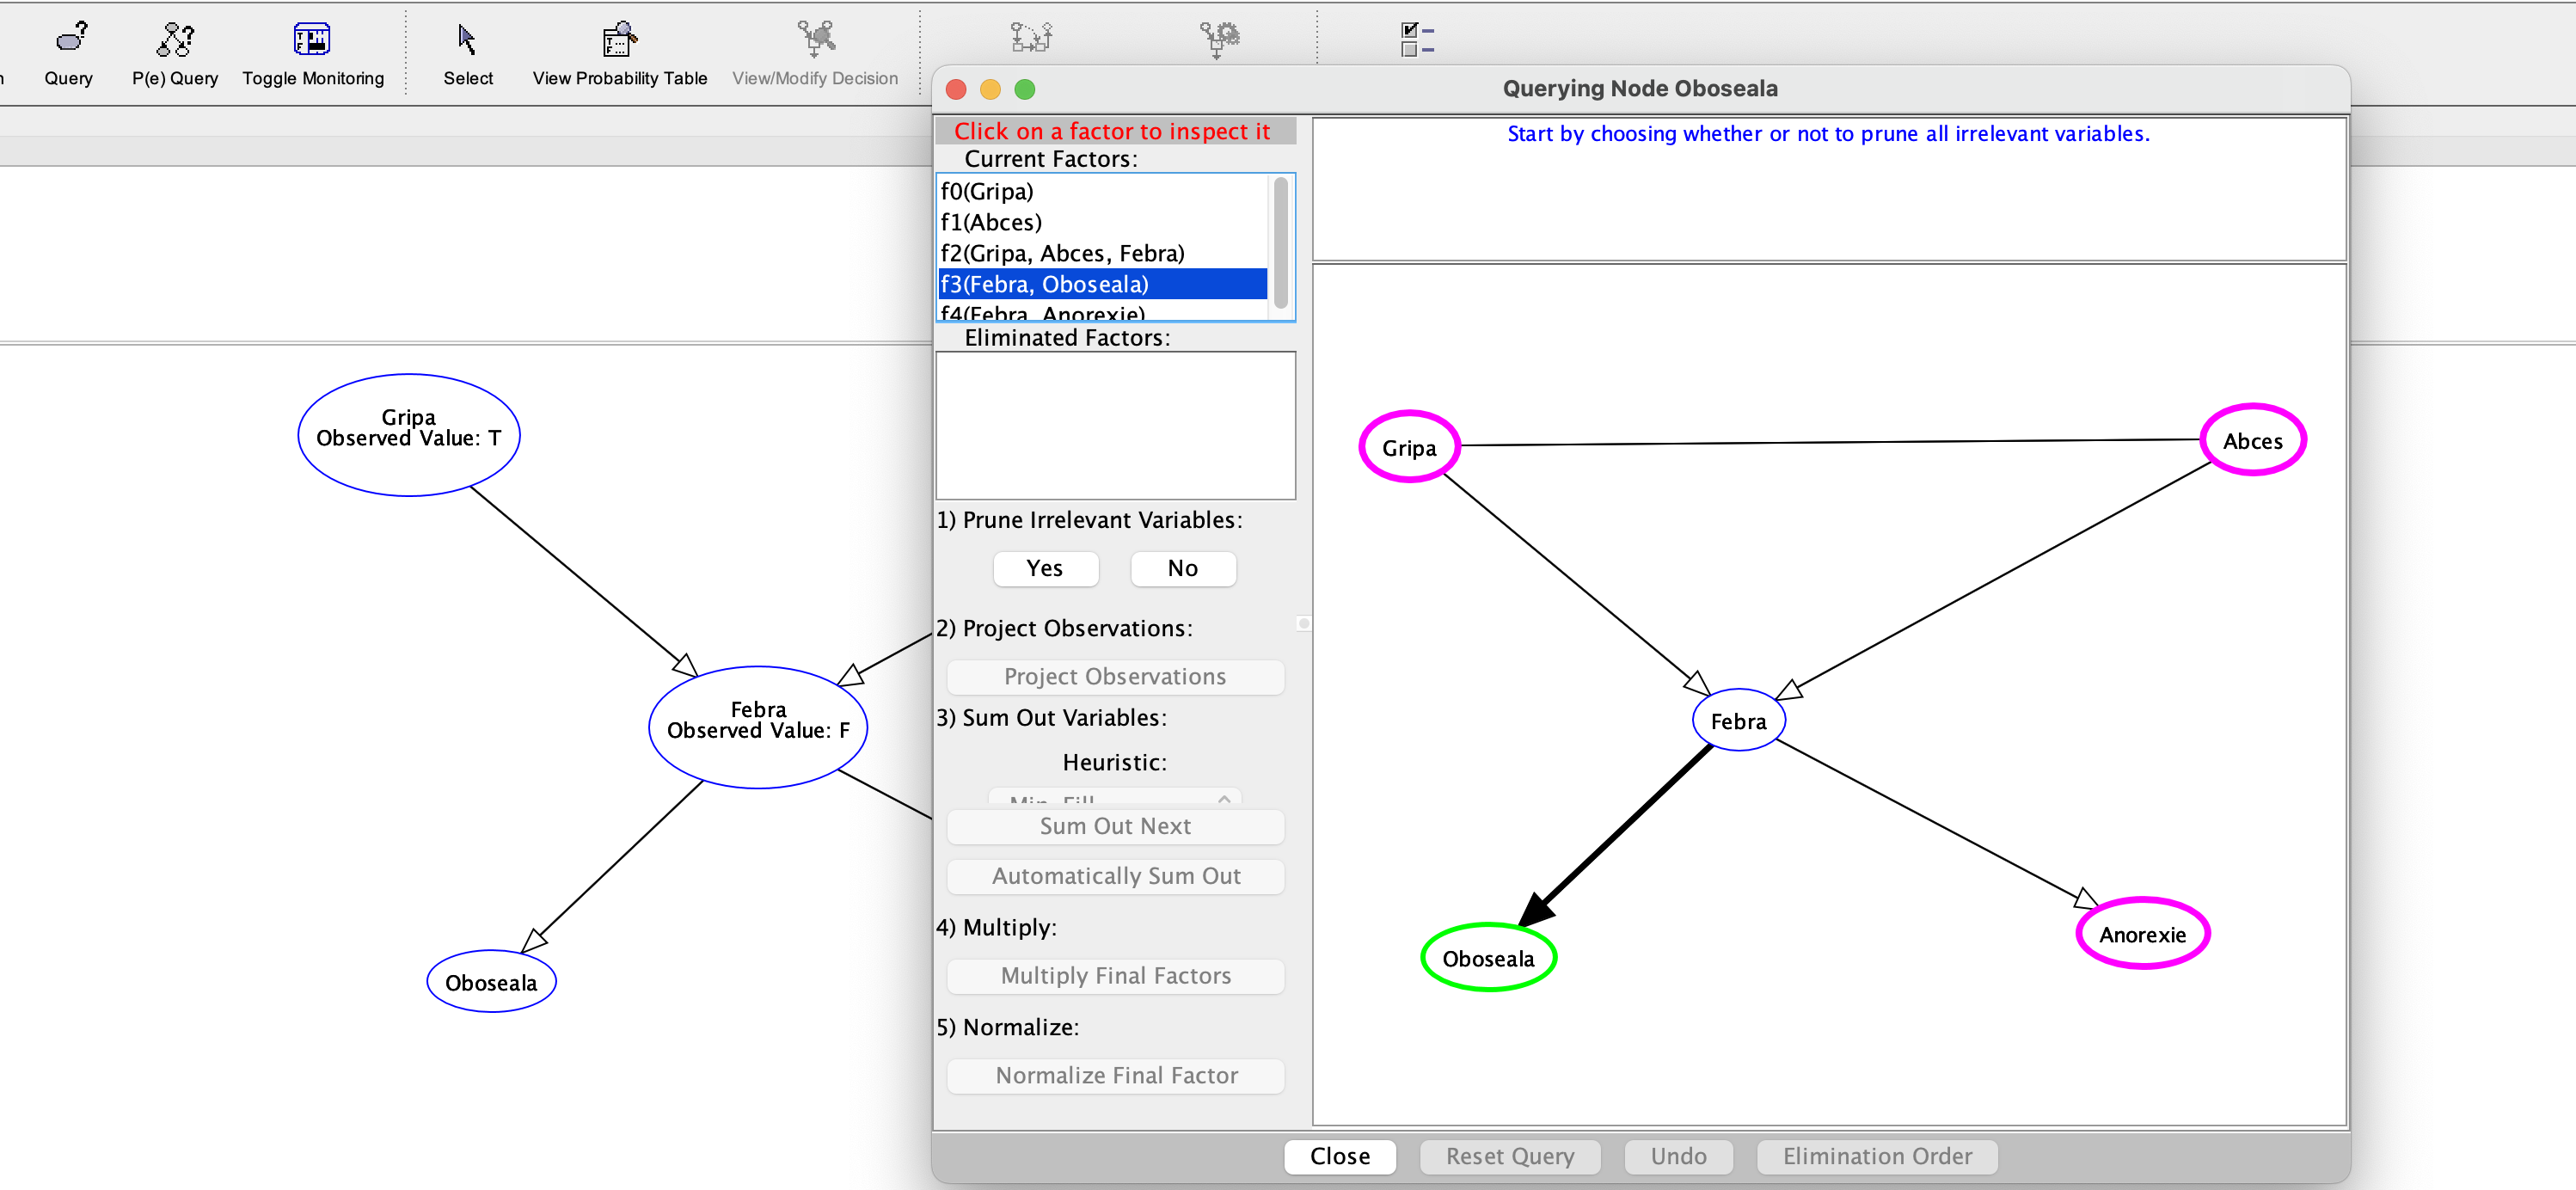 Query
P(e) Query
Toggle Monitoring
Select
View Probability Table
View/Modify Decision
Querying Node Oboseala
Click on a factor to inspect it
Current Factors:
f0(Gripa)
f1(Abces)
f2(Gripa, Abces, Febra)
f3(Febra, Oboseala)
f4(Febra, Anorexie)
Eliminated Factors:
1) Prune Irrelevant Variables:
Yes
No
2) Project Observations:
Project Observations
3) Sum Out Variables:
Heuristic:
Min. Fill
Sum Out Next
Automatically Sum Out
4) Multiply:
Multiply Final Factors
5) Normalize:
Normalize Final Factor
Start by choosing whether or not to prune all irrelevant variables.
Gripa
Abces
Febra
Oboseala
Anorexie
Close
Reset Query
Undo
Elimination Order
Gripa
Observed Value: T
Febra
Observed Value: F
Oboseala